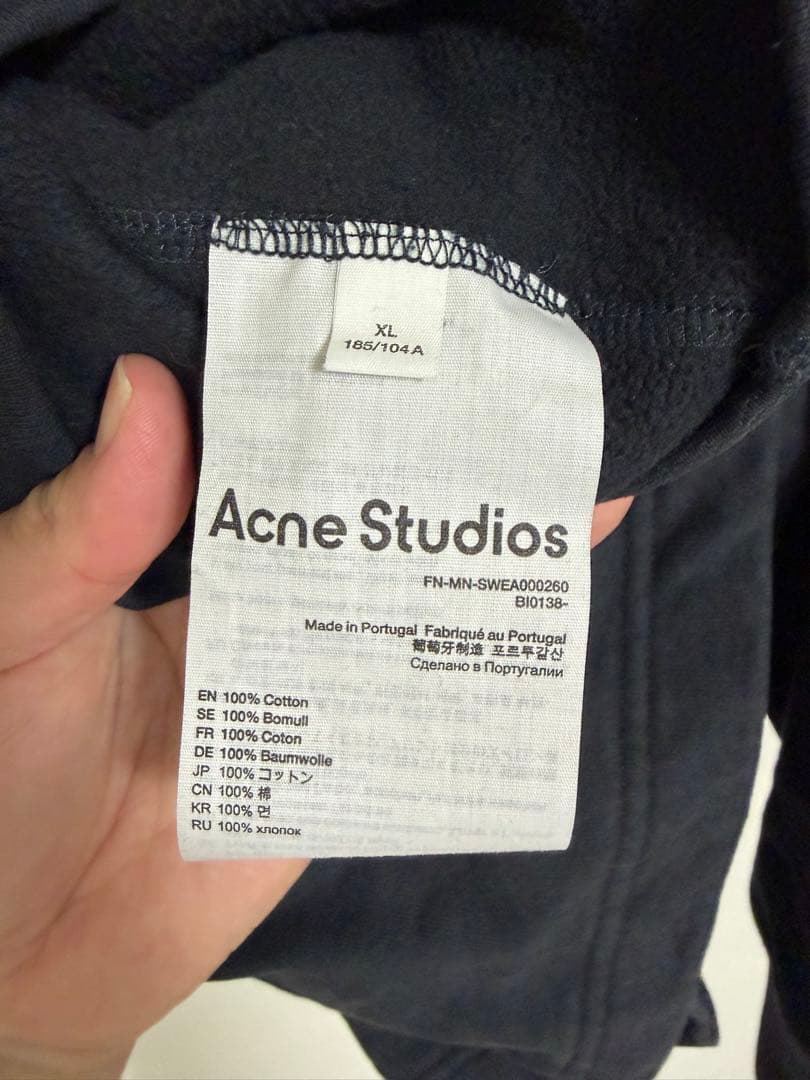 XL
185/104A
Acne Studios
FN-MN-SWEA000260
BI0138-
Made in Portugal Fabriqué au Portugal
葡萄牙制造 포르투갈산
Сделано в Португалии
EN 100% Cotton
SE 100% Bomull
FR 100% Coton
DE 100% Baumwolle
JP 100% コットン
CN 100% 棉
KR 100% 면
RU 100% хлопок